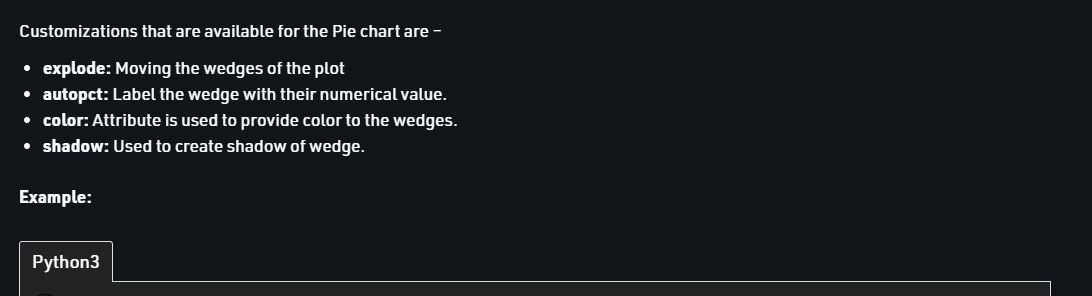 Customizations that are available for the Pie chart are –
• explode: Moving the wedges of the plot
• autopct: Label the wedge with their numerical value.
• color: Attribute is used to provide color to the wedges.
• shadow: Used to create shadow of wedge.
Example:
Python3